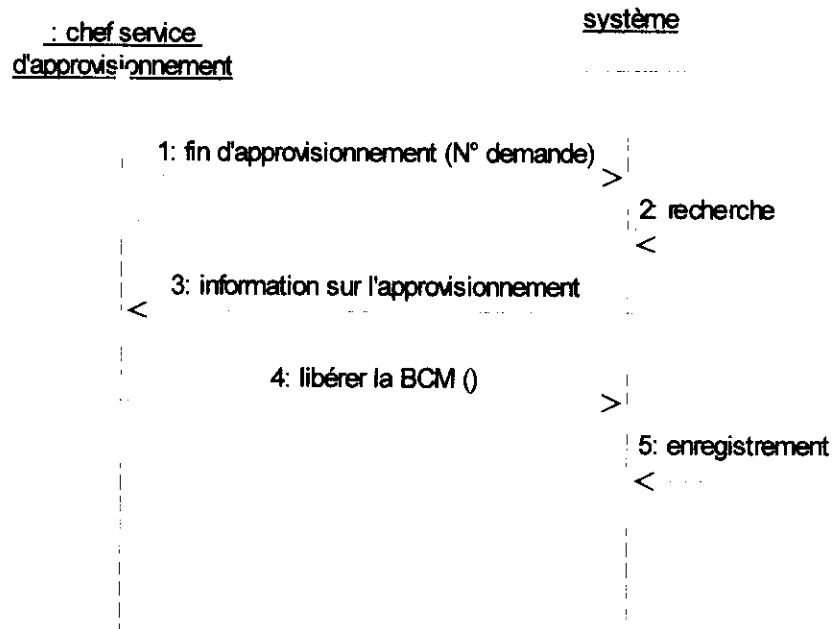 : chef service
d'approvisionnement
système
1: fin d'approvisionnement (N° demande)
2: recherche
3: information sur l'approvisionnement
4: libérer la BCM ()
5: enregistrement